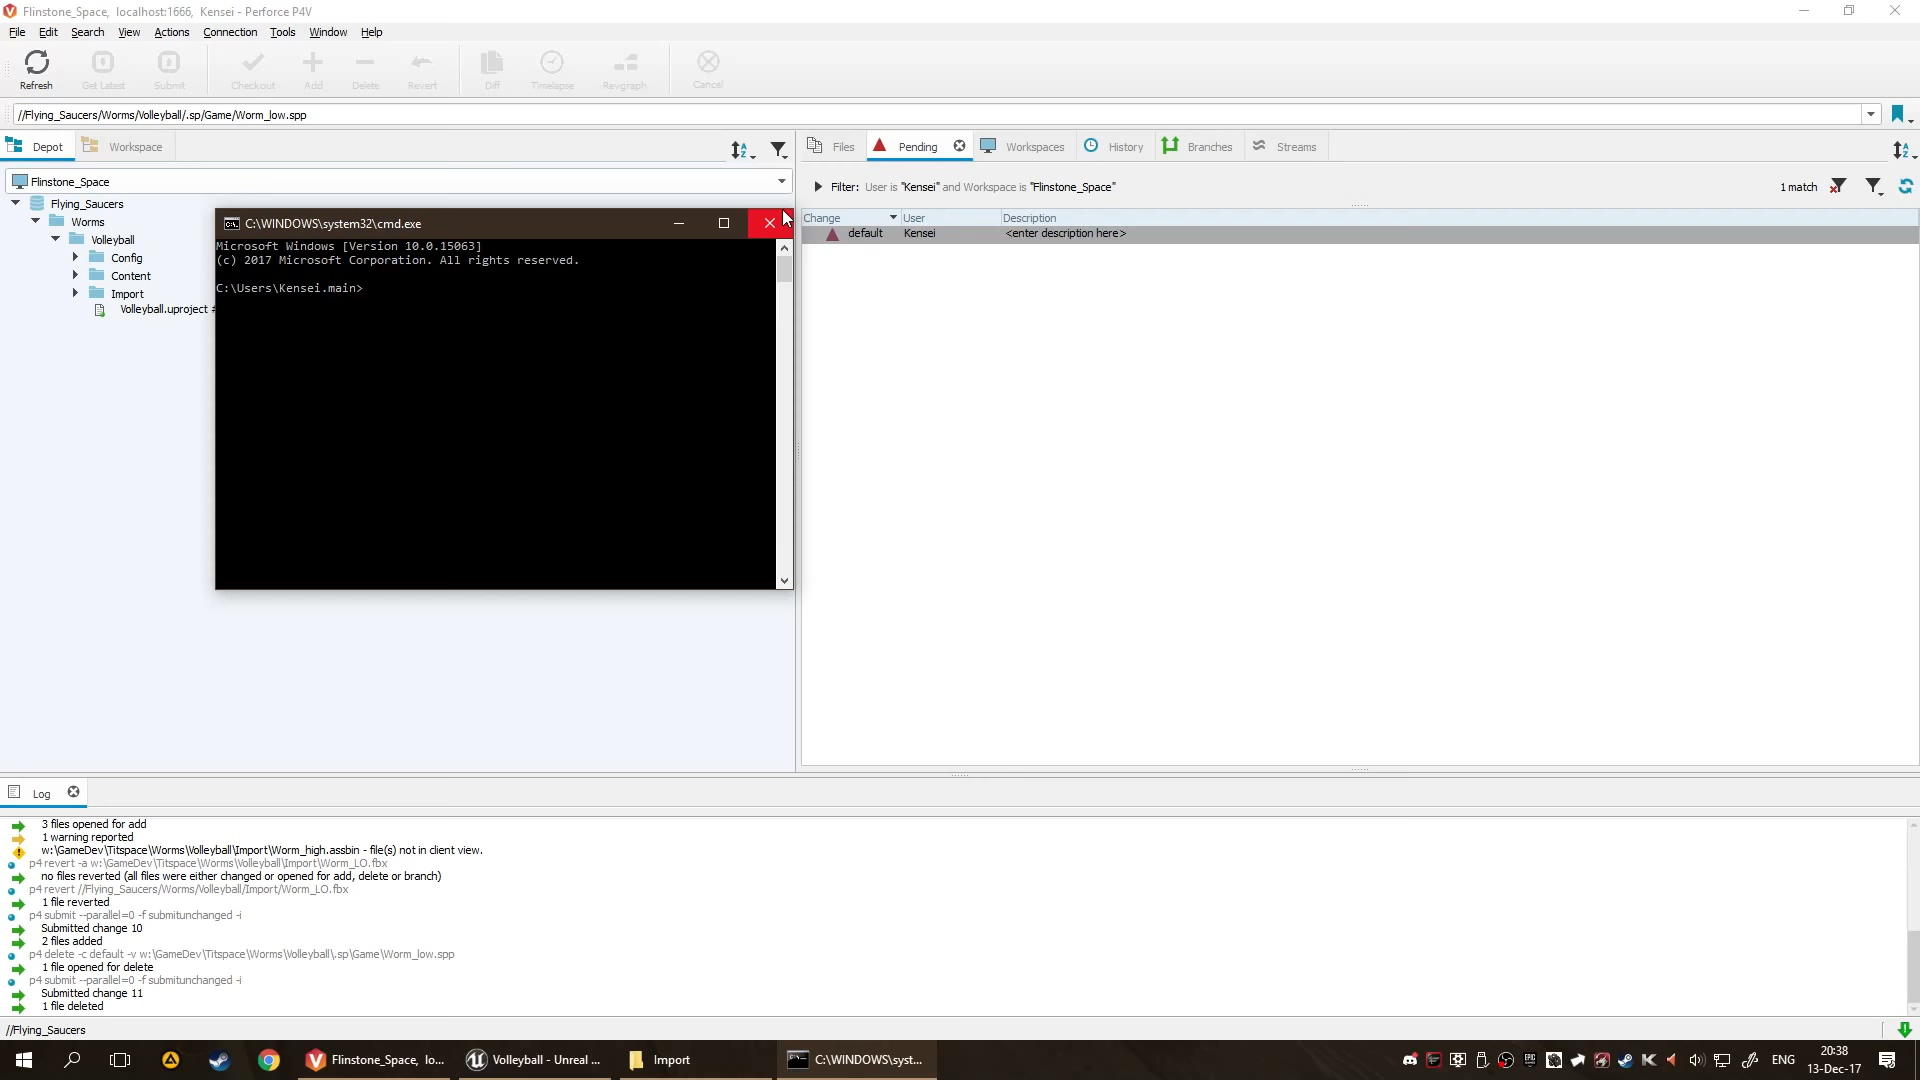 Flinstone_Space, localhost:1666, Kensei - Perforce P4V
File Edit Search View Actions Connection Tools Window Help
Refresh Get Latest Submit Checkout Add Delete Revert Diff Timelapse Revgraph Cancel
//Flying_Saucers/Worms/Volleyball/.sp/Game/Worm_low.spp
Depot Workspace
Files Pending Workspaces History Branches Streams
Flinstone_Space
Filter: User is "Kensei" and Workspace is "Flinstone_Space"
1 match
Flying_Saucers
Worms
Volleyball
Config
Content
Import
Volleyball.uproject #
C:\WINDOWS\system32\cmd.exe
Microsoft Windows [Version 10.0.15063]
(c) 2017 Microsoft Corporation. All rights reserved.
C:\Users\Kensei.main>
Change User Description
default Kensei <enter description here>
Log
3 files opened for add
1 warning reported
w:\GameDev\Titspace\Worms\Volleyball\Import\Worm_high.assbin - file(s) not in client view.
p4 revert -a w:\GameDev\Titspace\Worms\Volleyball\Import\Worm_LO.fbx
no files reverted (all files were either changed or opened for add, delete or branch)
p4 revert //Flying_Saucers/Worms/Volleyball/Import/Worm_LO.fbx
1 file reverted
p4 submit --parallel=0 -f submitunchanged -i
Submitted change 10
2 files added
p4 delete -c default -v w:\GameDev\Titspace\Worms\Volleyball\.sp\Game\Worm_low.spp
1 file opened for delete
p4 submit --parallel=0 -f submitunchanged -i
Submitted change 11
1 file deleted
//Flying_Saucers
Flinstone_Space, lo...
Volleyball - Unreal ...
Import
C:\WINDOWS\syst...
ENG
20:38
13-Dec-17